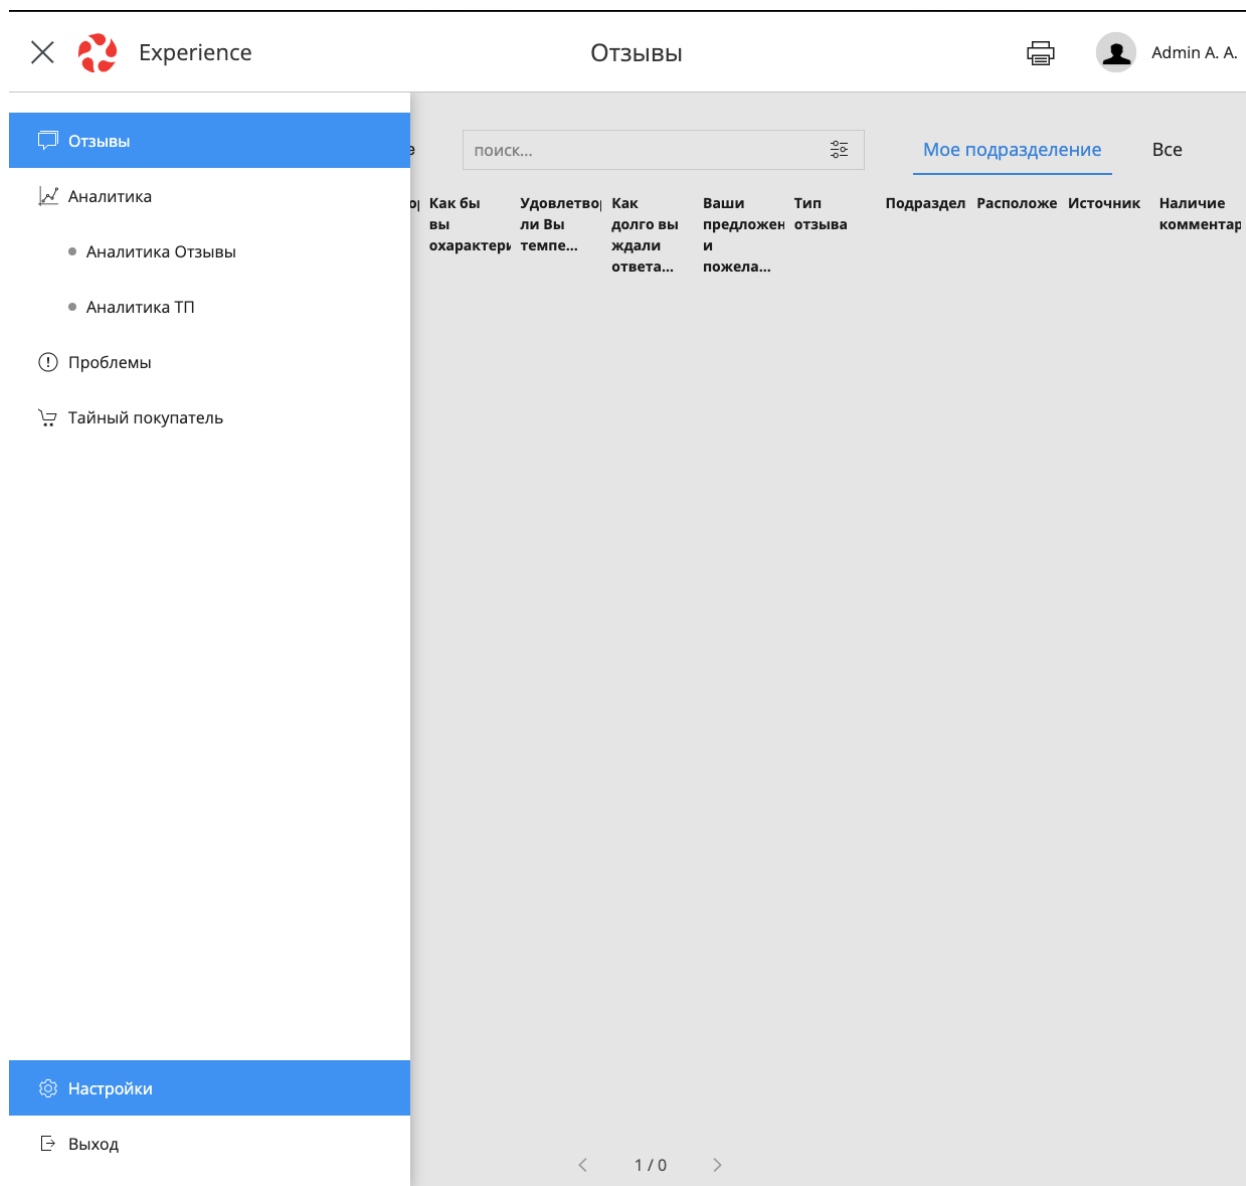 Experience
Отзывы
Admin A. A.
Отзывы
Аналитика
Аналитика Отзывы
Аналитика ТП
Проблемы
Тайный покупатель
Настройки
Выход
поиск...
Мое подразделение
Все
Как бы
вы
охарактери
Удовлетво
ли Вы
темпе...
Как
долго вы
ждали
ответа...
Ваши
предложен
и
пожела...
Тип
отзыва
Подраздел
Расположе
Источник
Наличие
комментар
1 / 0